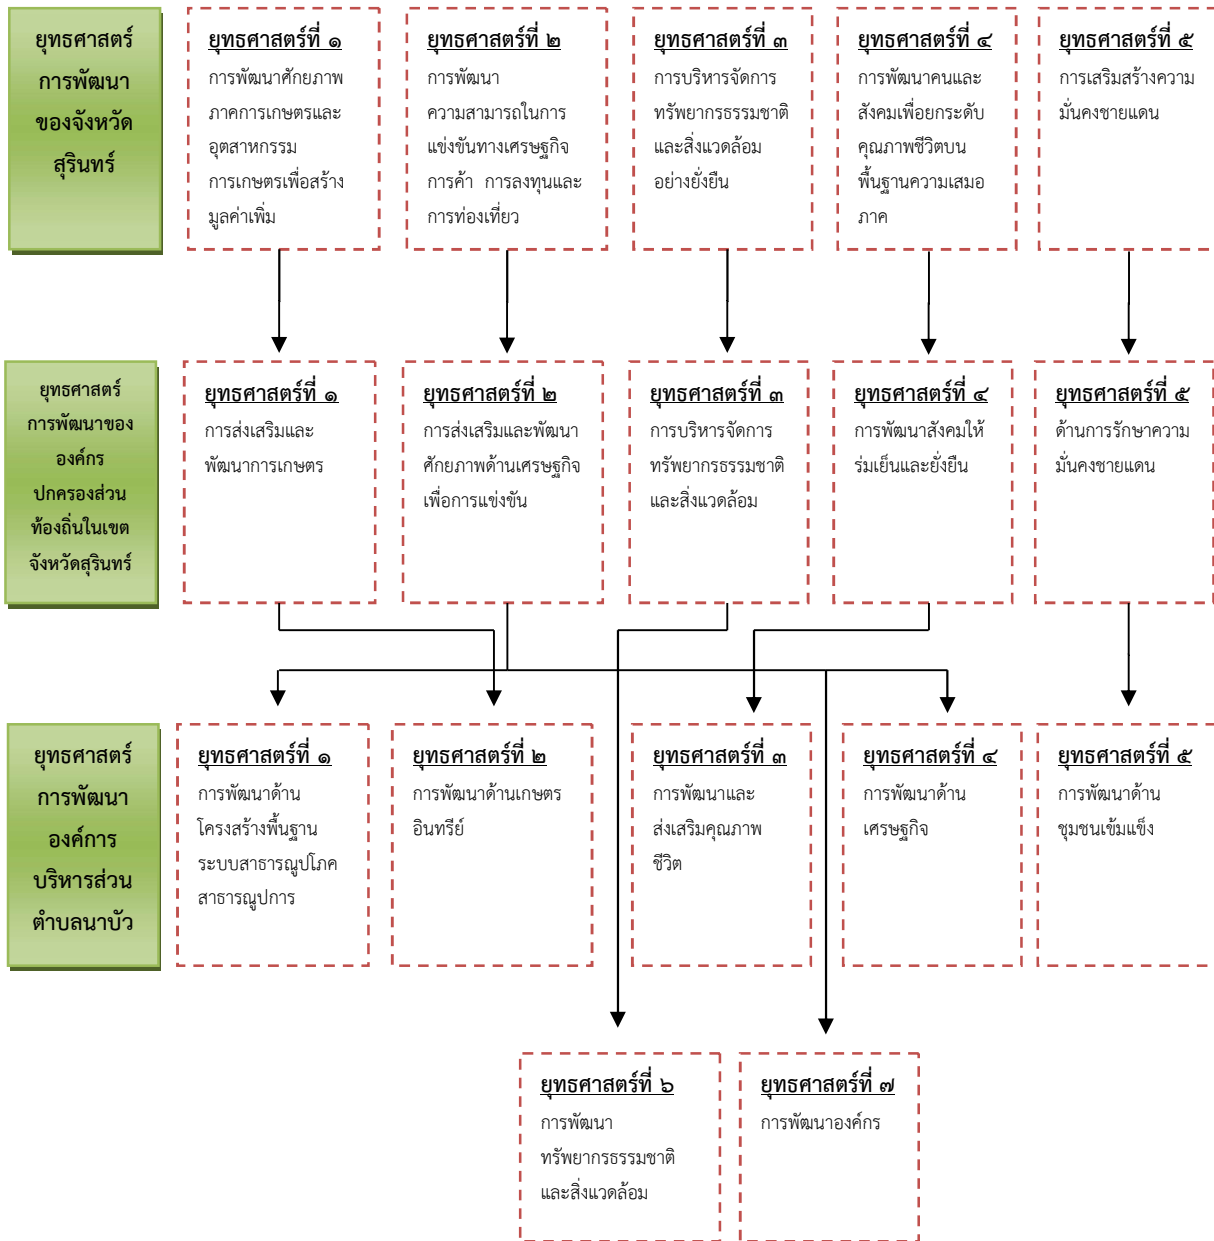 ยุทธศาสตร์
การพัฒนา
ของจังหวัด
สุรินทร์
ยุทธศาสตร์ที่ ๑
การพัฒนาศักยภาพ
ภาคการเกษตรและ
อุตสาหกรรม
การเกษตรเพื่อสร้าง
มูลค่าเพิ่ม
ยุทธศาสตร์ที่ ๒
การพัฒนา
ความสามารถในการ
แข่งขันทางเศรษฐกิจ
การค้า การลงทุนและ
การท่องเที่ยว
ยุทธศาสตร์ที่ ๓
การบริหารจัดการ
ทรัพยากรธรรมชาติ
และสิ่งแวดล้อม
อย่างยั่งยืน
ยุทธศาสตร์ที่ ๔
การพัฒนาคนและ
สังคมเพื่อยกระดับ
คุณภาพชีวิตบน
พื้นฐานความเสมอ
ภาค
ยุทธศาสตร์ที่ ๕
การเสริมสร้างความ
มั่นคงชายแดน
ยุทธศาสตร์
การพัฒนาของ
องค์กร
ปกครองส่วน
ท้องถิ่นในเขต
จังหวัดสุรินทร์
ยุทธศาสตร์ที่ ๑
การส่งเสริมและ
พัฒนาการเกษตร
ยุทธศาสตร์ที่ ๒
การส่งเสริมและพัฒนา
ศักยภาพด้านเศรษฐกิจ
เพื่อการแข่งขัน
ยุทธศาสตร์ที่ ๓
การบริหารจัดการ
ทรัพยากรธรรมชาติ
และสิ่งแวดล้อม
ยุทธศาสตร์ที่ ๔
การพัฒนาสังคมให้
ร่มเย็นและยั่งยืน
ยุทธศาสตร์ที่ ๕
ด้านการรักษาความ
มั่นคงชายแดน
ยุทธศาสตร์
การพัฒนา
องค์การ
บริหารส่วน
ตำบลนาบัว
ยุทธศาสตร์ที่ ๑
การพัฒนาด้าน
โครงสร้างพื้นฐาน
ระบบสาธารณูปโภค
สาธารณูปการ
ยุทธศาสตร์ที่ ๒
การพัฒนาด้านเกษตร
อินทรีย์
ยุทธศาสตร์ที่ ๓
การพัฒนาและ
ส่งเสริมคุณภาพ
ชีวิต
ยุทธศาสตร์ที่ ๔
การพัฒนาด้าน
เศรษฐกิจ
ยุทธศาสตร์ที่ ๕
การพัฒนาด้าน
ชุมชนเข้มแข็ง
ยุทธศาสตร์ที่ ๖
การพัฒนา
ทรัพยากรธรรมชาติ
และสิ่งแวดล้อม
ยุทธศาสตร์ที่ ๗
การพัฒนาองค์กร